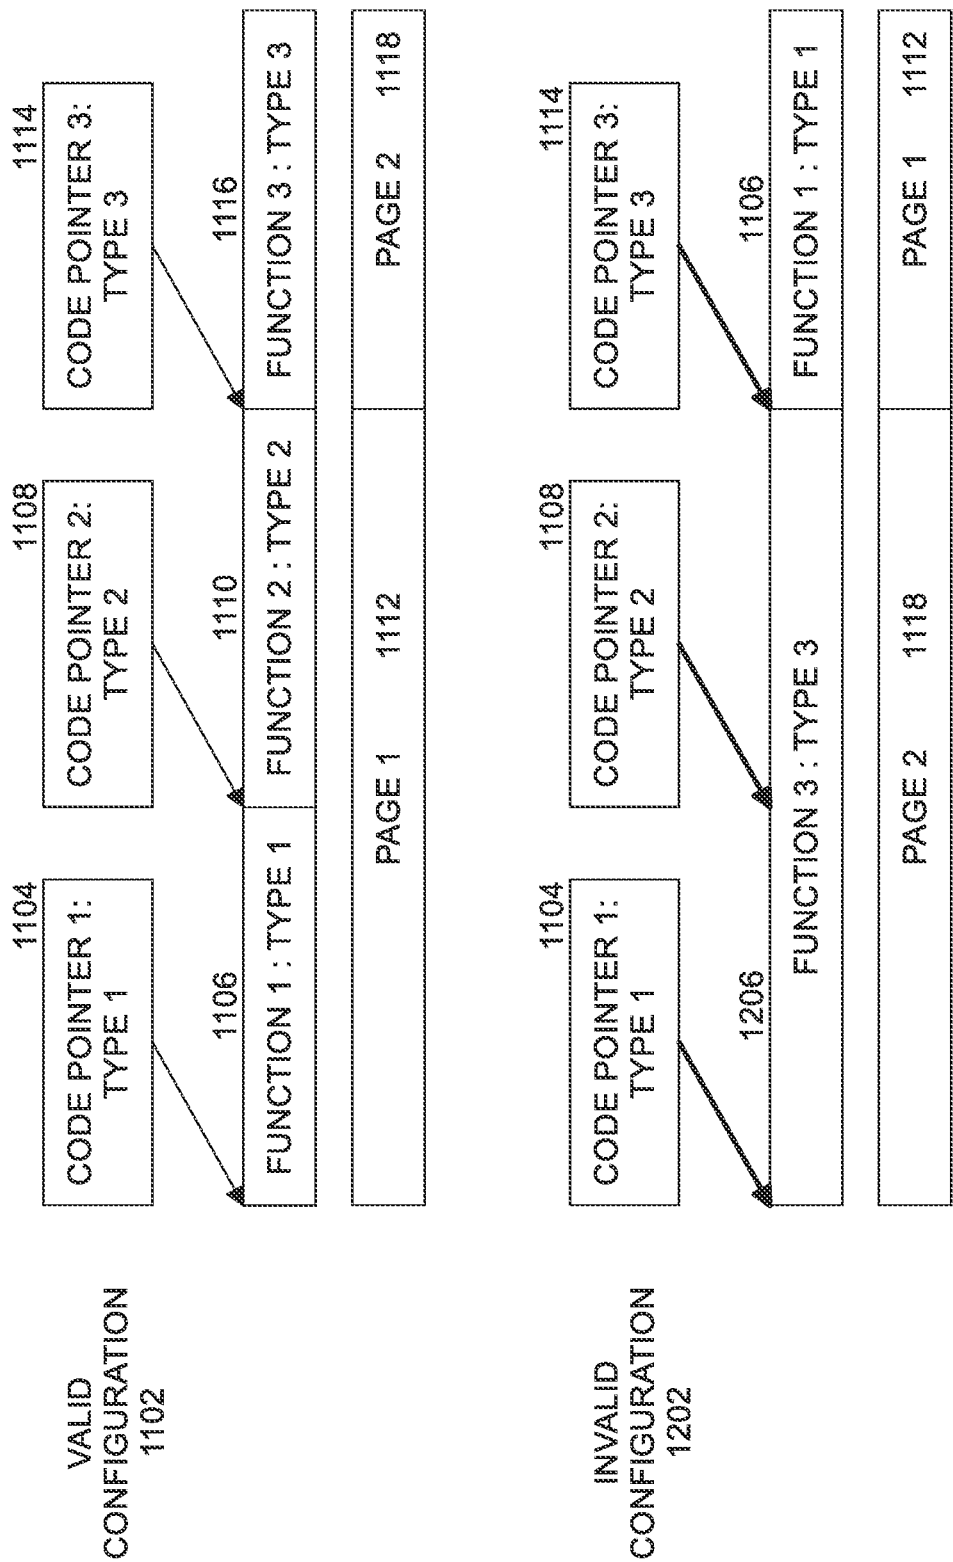 VALID
CONFIGURATION
1102
1104
CODE POINTER 1:
TYPE 1
1108
CODE POINTER 2:
TYPE 2
1114
CODE POINTER 3:
TYPE 3
1106
1110
1116
FUNCTION 1 : TYPE 1
FUNCTION 2 : TYPE 2
FUNCTION 3 : TYPE 3
PAGE 1 1112
PAGE 2 1118
INVALID
CONFIGURATION
1202
1104
CODE POINTER 1:
TYPE 1
1108
CODE POINTER 2:
TYPE 2
1114
CODE POINTER 3:
TYPE 3
1206
1106
FUNCTION 3 : TYPE 3
FUNCTION 1 : TYPE 1
PAGE 2 1118
PAGE 1 1112